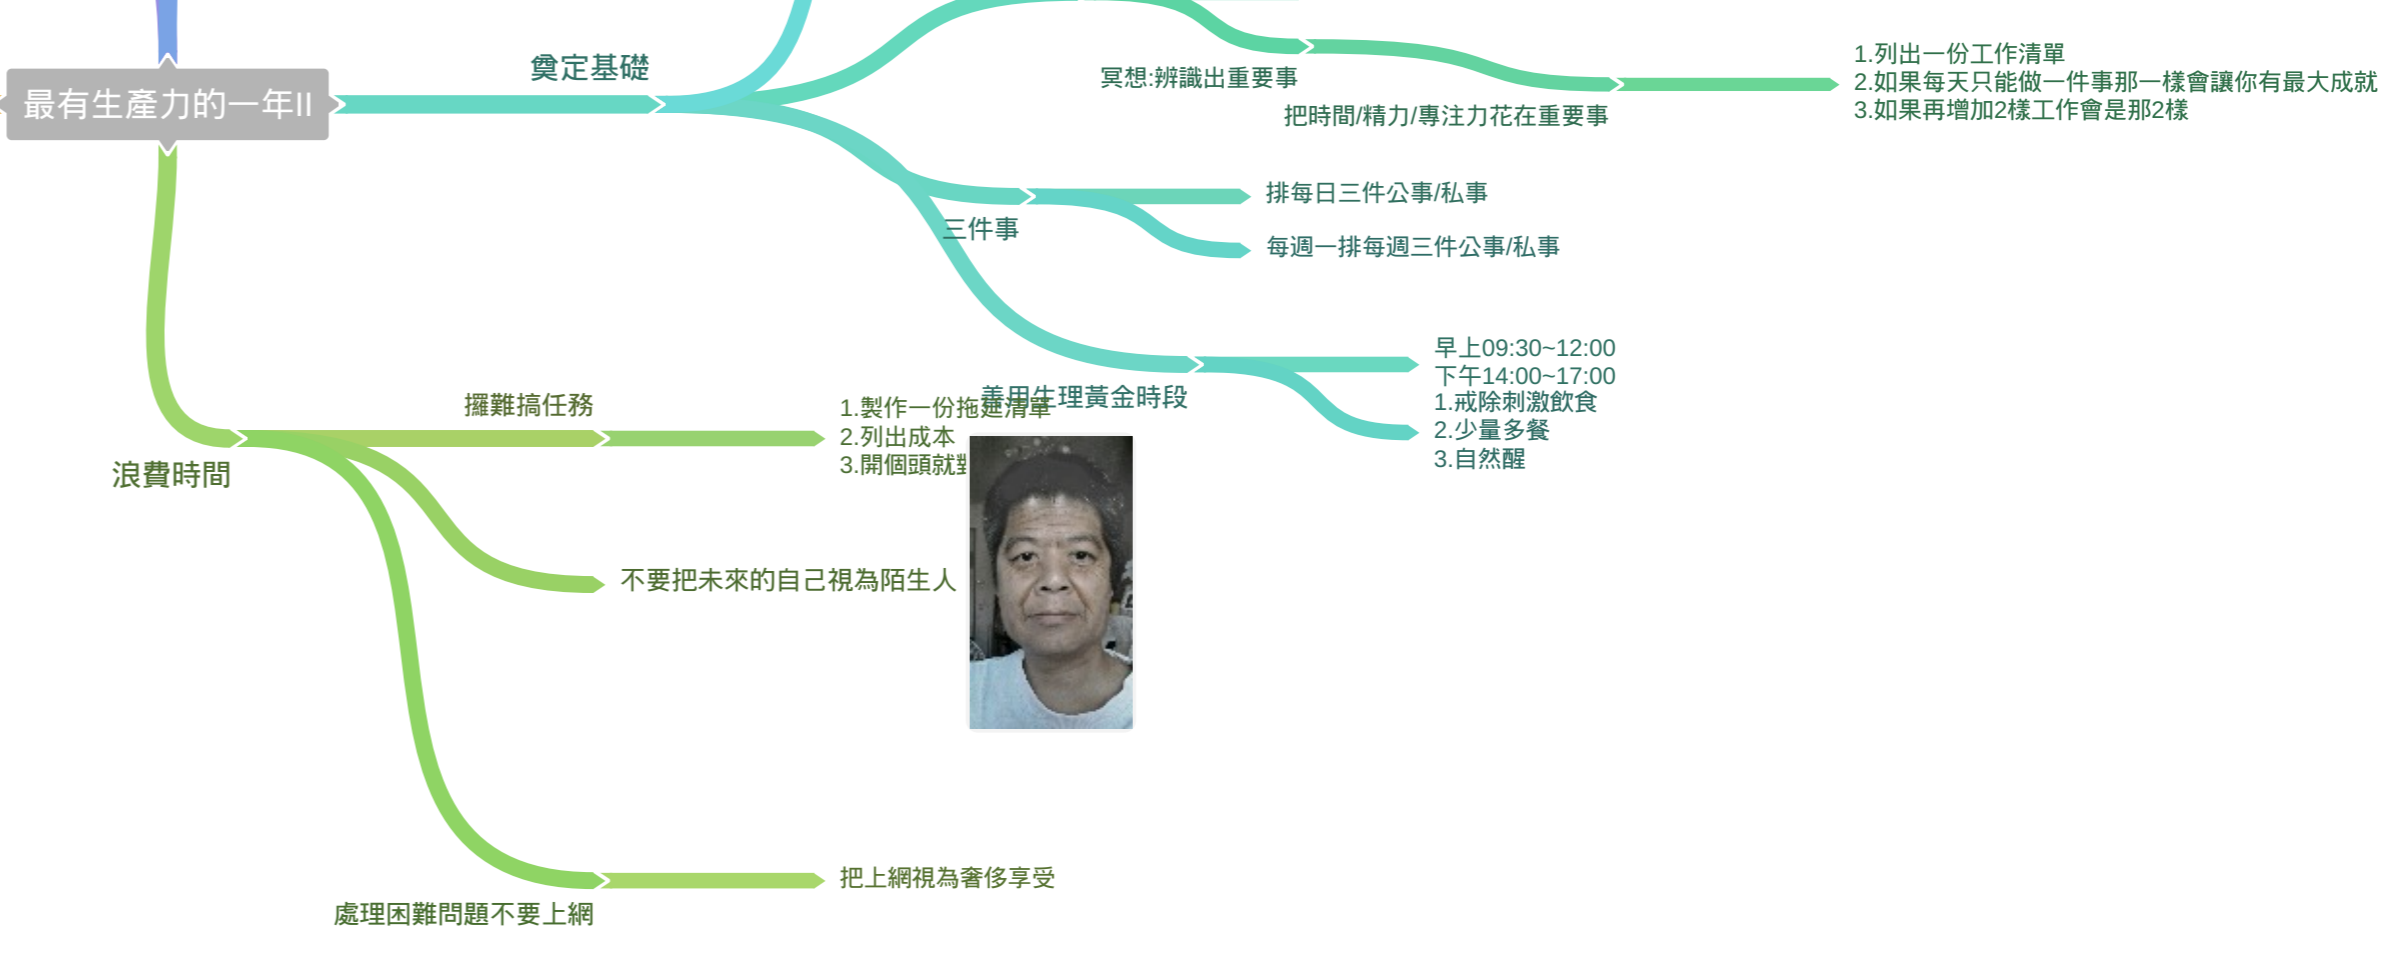 最有生產力的一年II
奠定基礎
冥想:辨識出重要事
把時間/精力/專注力花在重要事
1.列出一份工作清單
2.如果每天只能做一件事那一樣會讓你有最大成就
3.如果再增加2樣工作會是那2樣
三件事
排每日三件公事/私事
每週一排每週三件公事/私事
善用生理黃金時段
早上09:30~12:00
下午14:00~17:00
1.戒除刺激飲食
2.少量多餐
3.自然醒
浪費時間
攞難搞任務
1.製作一份拖延清單
2.列出成本
3.開個頭就對
不要把未來的自己視為陌生人
處理困難問題不要上網
把上網視為奢侈享受